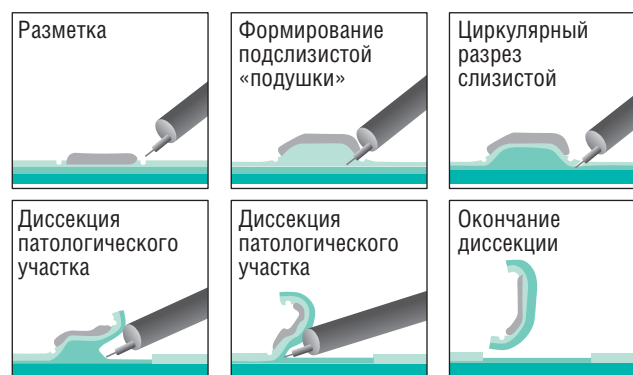 Разметка
Формирование
подслизистой
«подушки»
Циркулярный
разрез
слизистой
Диссекция
патологического
участка
Диссекция
патологического
участка
Окончание
диссекции